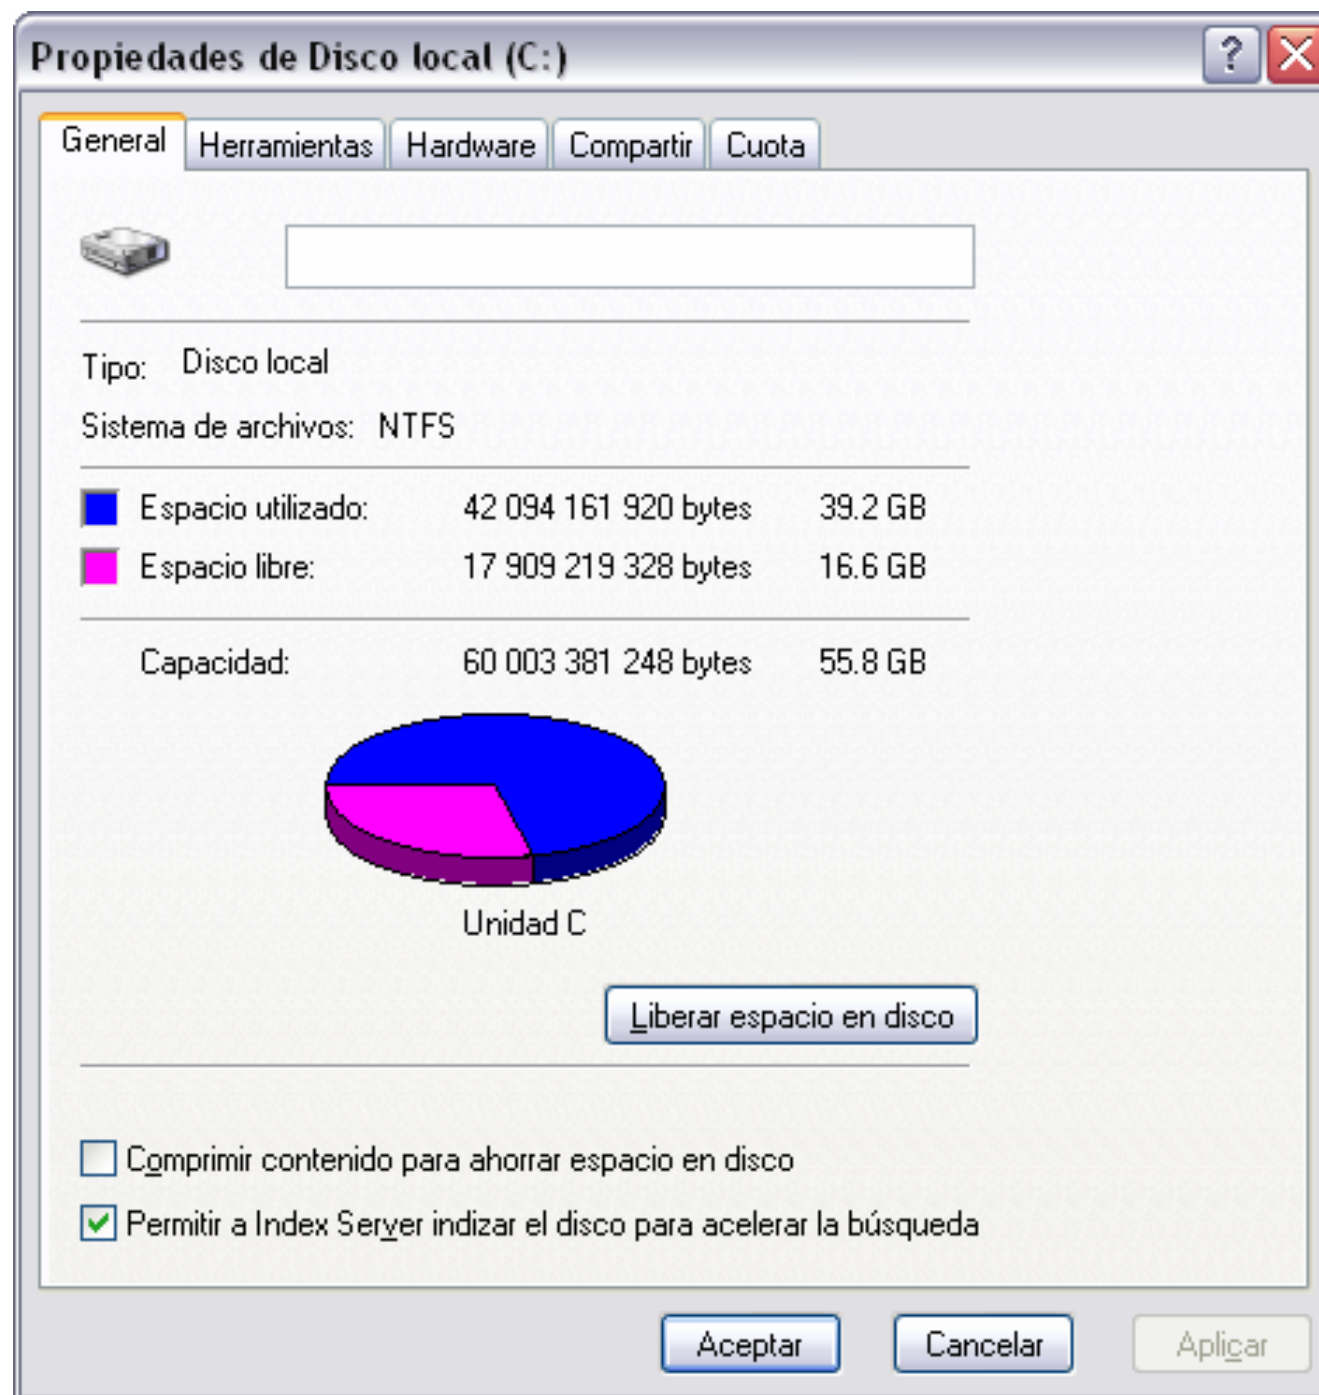 Propiedades de Disco local (C:)
General Herramientas Hardware Compartir Cuota
Tipo: Disco local
Sistema de archivos: NTFS
Espacio utilizado: 42 094 161 920 bytes 39.2 GB
Espacio libre: 17 909 219 328 bytes 16.6 GB
Capacidad: 60 003 381 248 bytes 55.8 GB
Unidad C
Liberar espacio en disco
Comprimir contenido para ahorrar espacio en disco
Permitir a Index Server indizar el disco para acelerar la búsqueda
Aceptar Cancelar Aplicar